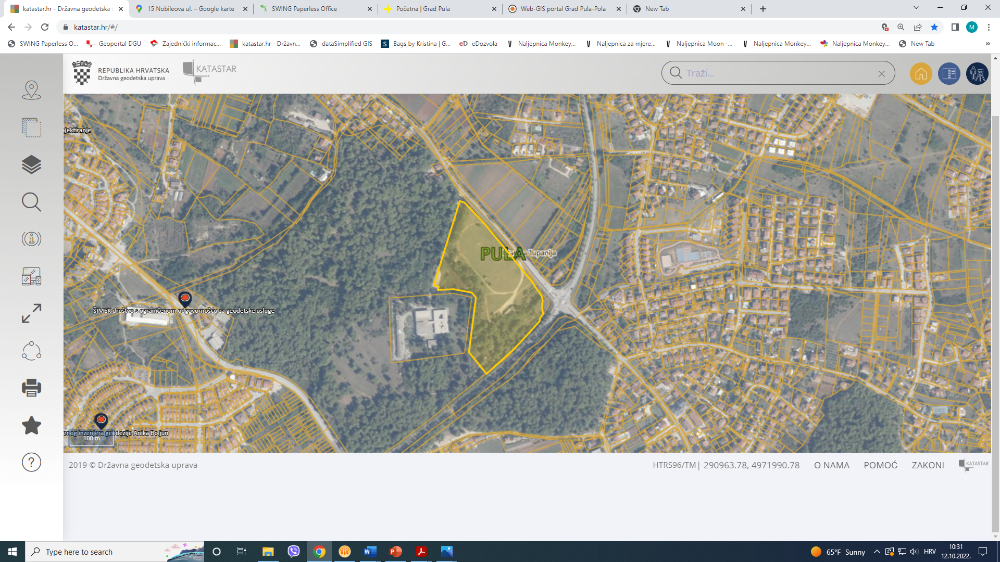 katastar.hr - Državna geodetska
15 Nobileova ul. – Google karte
SWING Paperless Office
Početna | Grad Pula
Web-GIS portal Grad Pula-Pola
New Tab
katastar.hr/#/
M
SWING Paperless O...
Geoportal DGU
Zajednički informac...
katastar.hr - Državn...
dataSimplified GIS
S
Bags by Kristina | G...
eD
eDozvola
Naljepnica Monkey...
Naljepnica za mjere...
Naljepnica Moon -...
Naljepnica Monkey...
Naljepnica Monkey...
New Tab
»
REPUBLIKA HRVATSKA
Državna geodetska uprava
KATASTAR
Traži...
ojektiranje
PULA
županija
ŠIMEK društvo s ograničenom odgovornošću za geodetske usluge
enog inženjera geodezije Anika Boljun
100 m
2019 © Državna geodetska uprava
HTRS96/TM| 290963.78, 4971990.78
O NAMA
POMOĆ
ZAKONI
KATASTAR
Type here to search
65°F Sunny
HRV
10:31
12.10.2022.